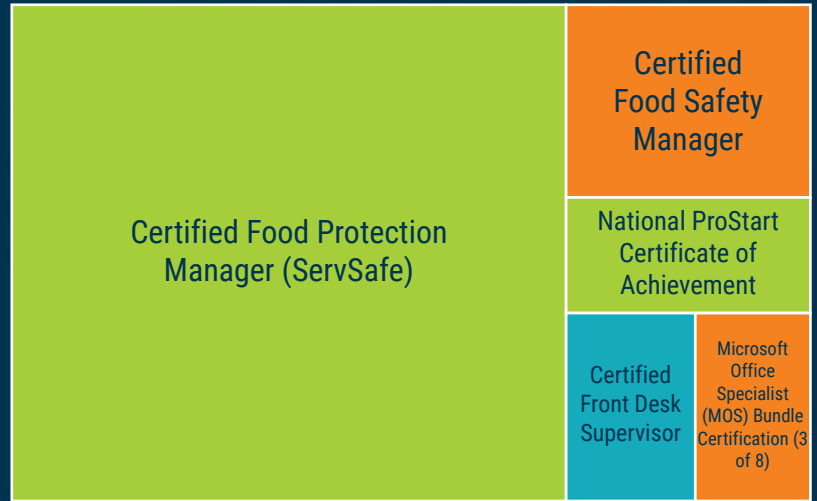 Certified Food Protection
Manager (ServSafe)
Certified
Food Safety
Manager
National ProStart
Certificate of
Achievement
Certified
Front Desk
Supervisor
Microsoft
Office
Specialist
(MOS) Bundle
Certification (3
of 8)